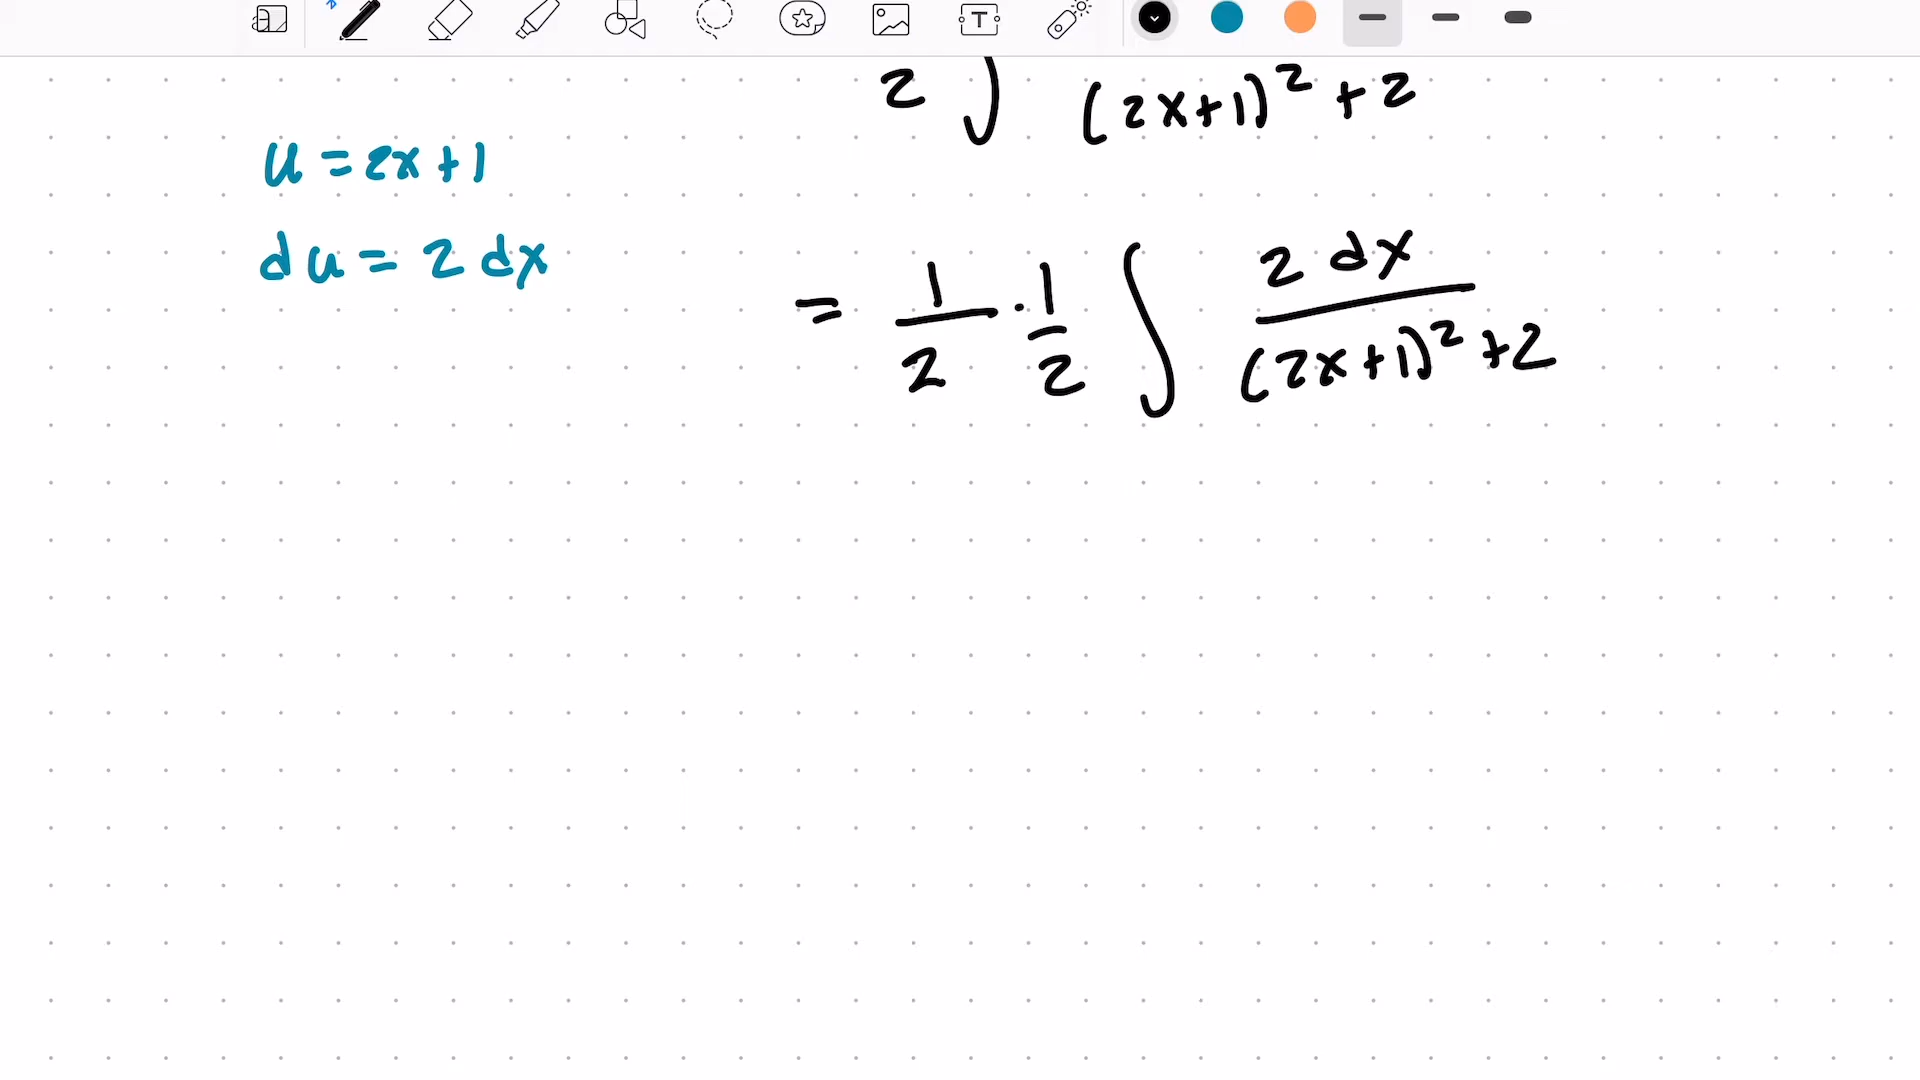 2 ∫ (2x+1)² + 2
u = 2x + 1
du = 2 dx
= 1/2 · 1/2 ∫ 2 dx / (2x+1)² + 2